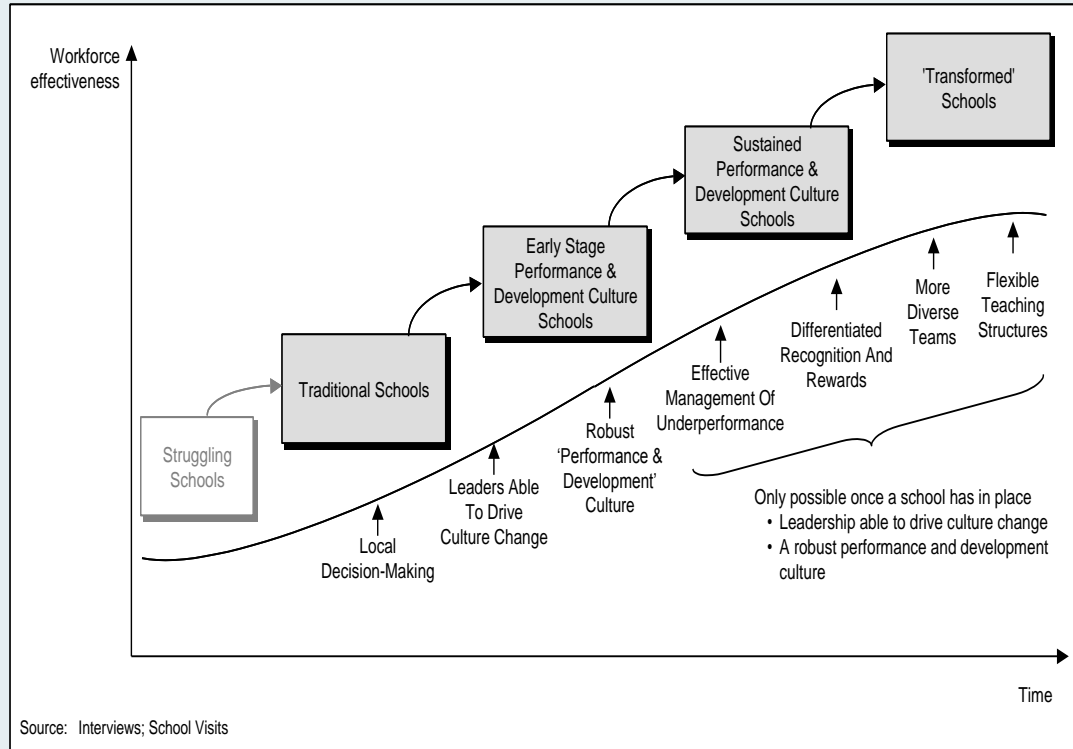 Workforce
effectiveness
'Transformed'
Schools
Sustained
Performance &
Development Culture
Schools
Early Stage
Performance &
Development Culture
Schools
Traditional Schools
Struggling
Schools
Local
Decision-Making
Leaders Able
To Drive
Culture Change
Robust
‘Performance &
Development’
Culture
Effective
Management Of
Underperformance
Differentiated
Recognition And
Rewards
More
Diverse
Teams
Flexible
Teaching
Structures
Only possible once a school has in place
• Leadership able to drive culture change
• A robust performance and development
culture
Time
Source: Interviews; School Visits